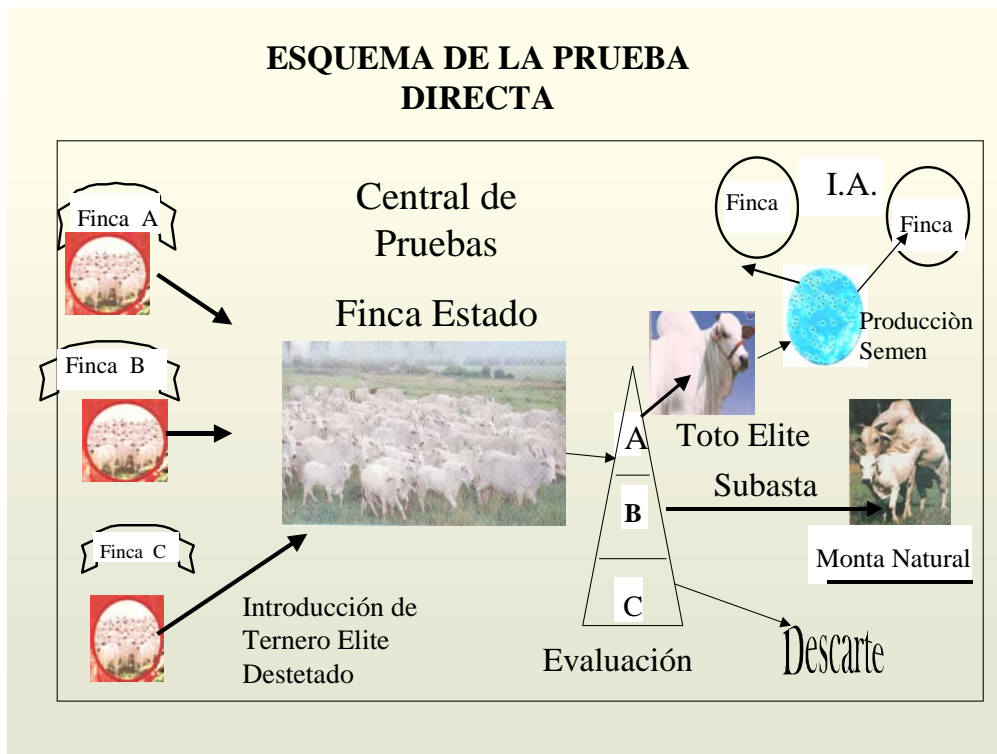 ESQUEMA DE LA PRUEBA
DIRECTA
Finca A
Finca B
Finca C
Central de
Pruebas
Finca Estado
Introducción de
Ternero Elite
Destetado
A
B
C
Evaluación
Toto Elite
Subasta
Finca
I.A.
Finca
Producciòn
Semen
Monta Natural
Descarte